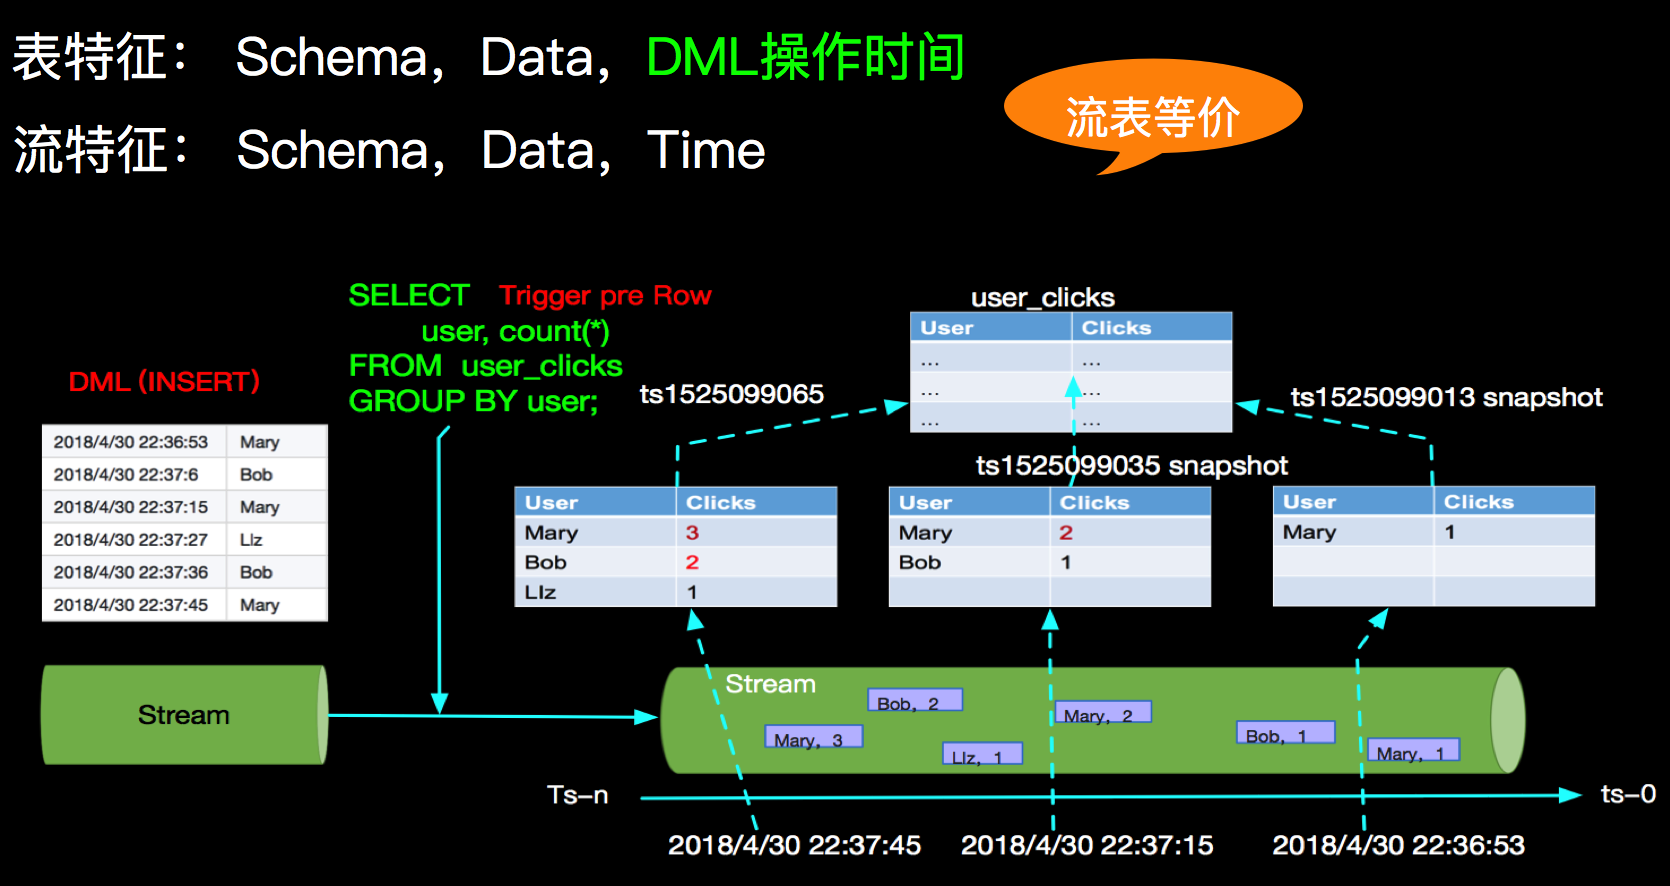 表特征： Schema，Data，DML操作时间
流特征： Schema，Data，Time
流表等价
SELECT Trigger pre Row
user, count(*)
FROM user_clicks
GROUP BY user;
DML（INSERT）
2018/4/30 22:36:53 Mary
2018/4/30 22:37:6 Bob
2018/4/30 22:37:15 Mary
2018/4/30 22:37:27 Llz
2018/4/30 22:37:36 Bob
2018/4/30 22:37:45 Mary
user_clicks
User Clicks
... ...
... ...
... ...
ts1525099065
ts1525099035 snapshot
ts1525099013 snapshot
User Clicks
Mary 3
Bob 2
Llz 1
User Clicks
Mary 2
Bob 1
User Clicks
Mary 1
Stream
Stream
Bob，2
Mary，3
Llz，1
Mary，2
Bob，1
Mary，1
Ts-n
ts-0
2018/4/30 22:37:45
2018/4/30 22:37:15
2018/4/30 22:36:53